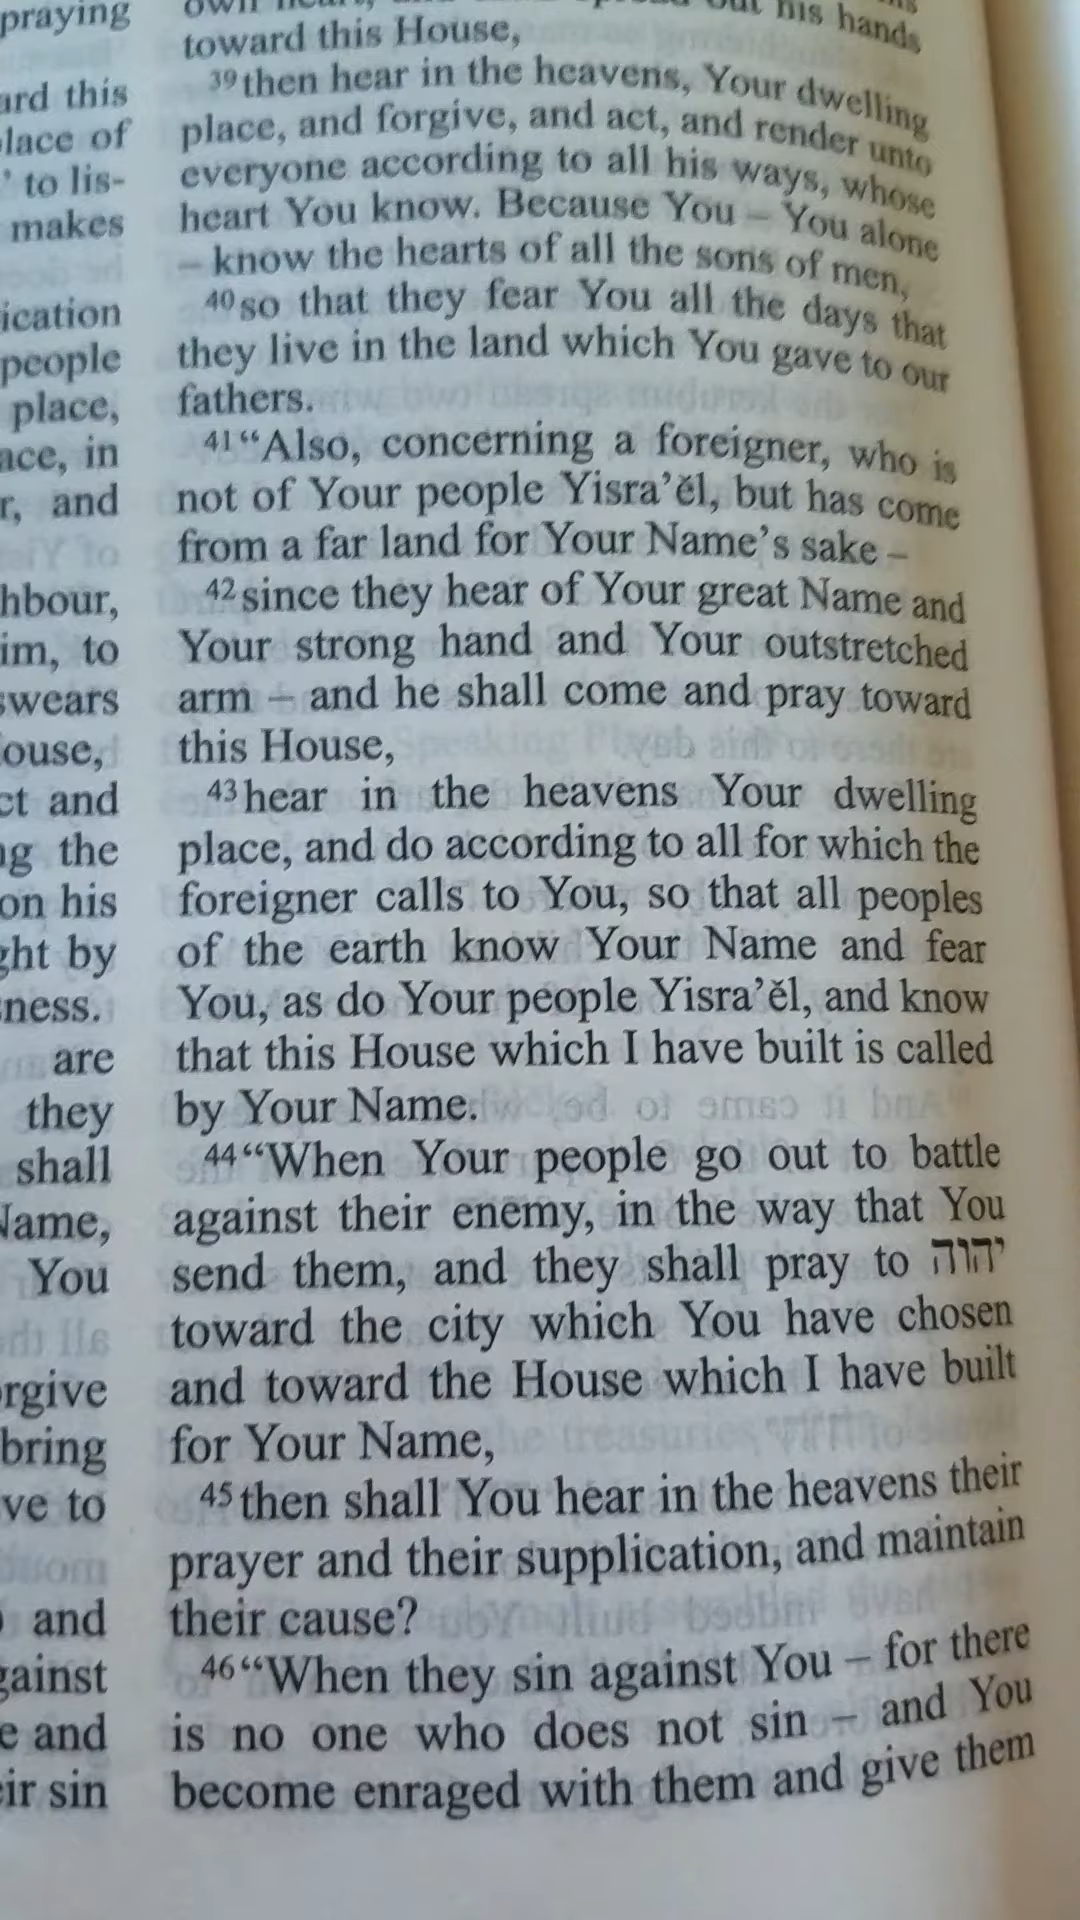 praying
ard this
lace of
’ to lis-
makes
ication
people
place,
ace, in
r, and
hbour,
im, to
swears
ouse,
ct and
ng the
on his
ght by
ness.
are
they
shall
Name,
You
rgive
bring
ve to
and
gainst
e and
eir sin
own heart, his hands
toward this House,
39 then hear in the heavens, Your dwelling
place, and forgive, and act, and render unto
everyone according to all his ways, whose
heart You know. Because You – You alone
– know the hearts of all the sons of men,
40 so that they fear You all the days that
they live in the land which You gave to our
fathers.
41 “Also, concerning a foreigner, who is
not of Your people Yisra’ěl, but has come
from a far land for Your Name’s sake –
42 since they hear of Your great Name and
Your strong hand and Your outstretched
arm – and he shall come and pray toward
this House,
43 hear in the heavens Your dwelling
place, and do according to all for which the
foreigner calls to You, so that all peoples
of the earth know Your Name and fear
You, as do Your people Yisra’ěl, and know
that this House which I have built is called
by Your Name.
44 “When Your people go out to battle
against their enemy, in the way that You
send them, and they shall pray to יהוה
toward the city which You have chosen
and toward the House which I have built
for Your Name,
45 then shall You hear in the heavens their
prayer and their supplication, and maintain
their cause?
46 “When they sin against You – for there
is no one who does not sin – and You
become enraged with them and give them